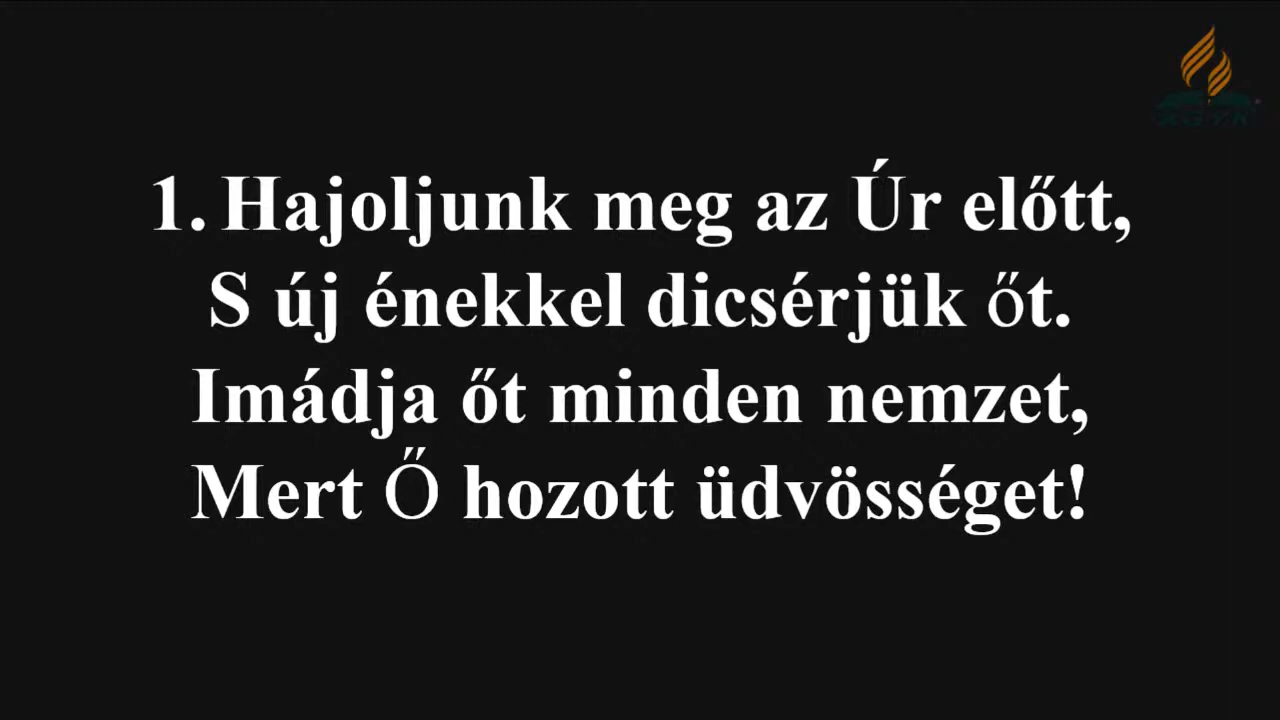 1. Hajoljunk meg az Úr előtt,
S új énekkel dicsérjük őt.
Imádja őt minden nemzet,
Mert Ő hozott üdvösséget!